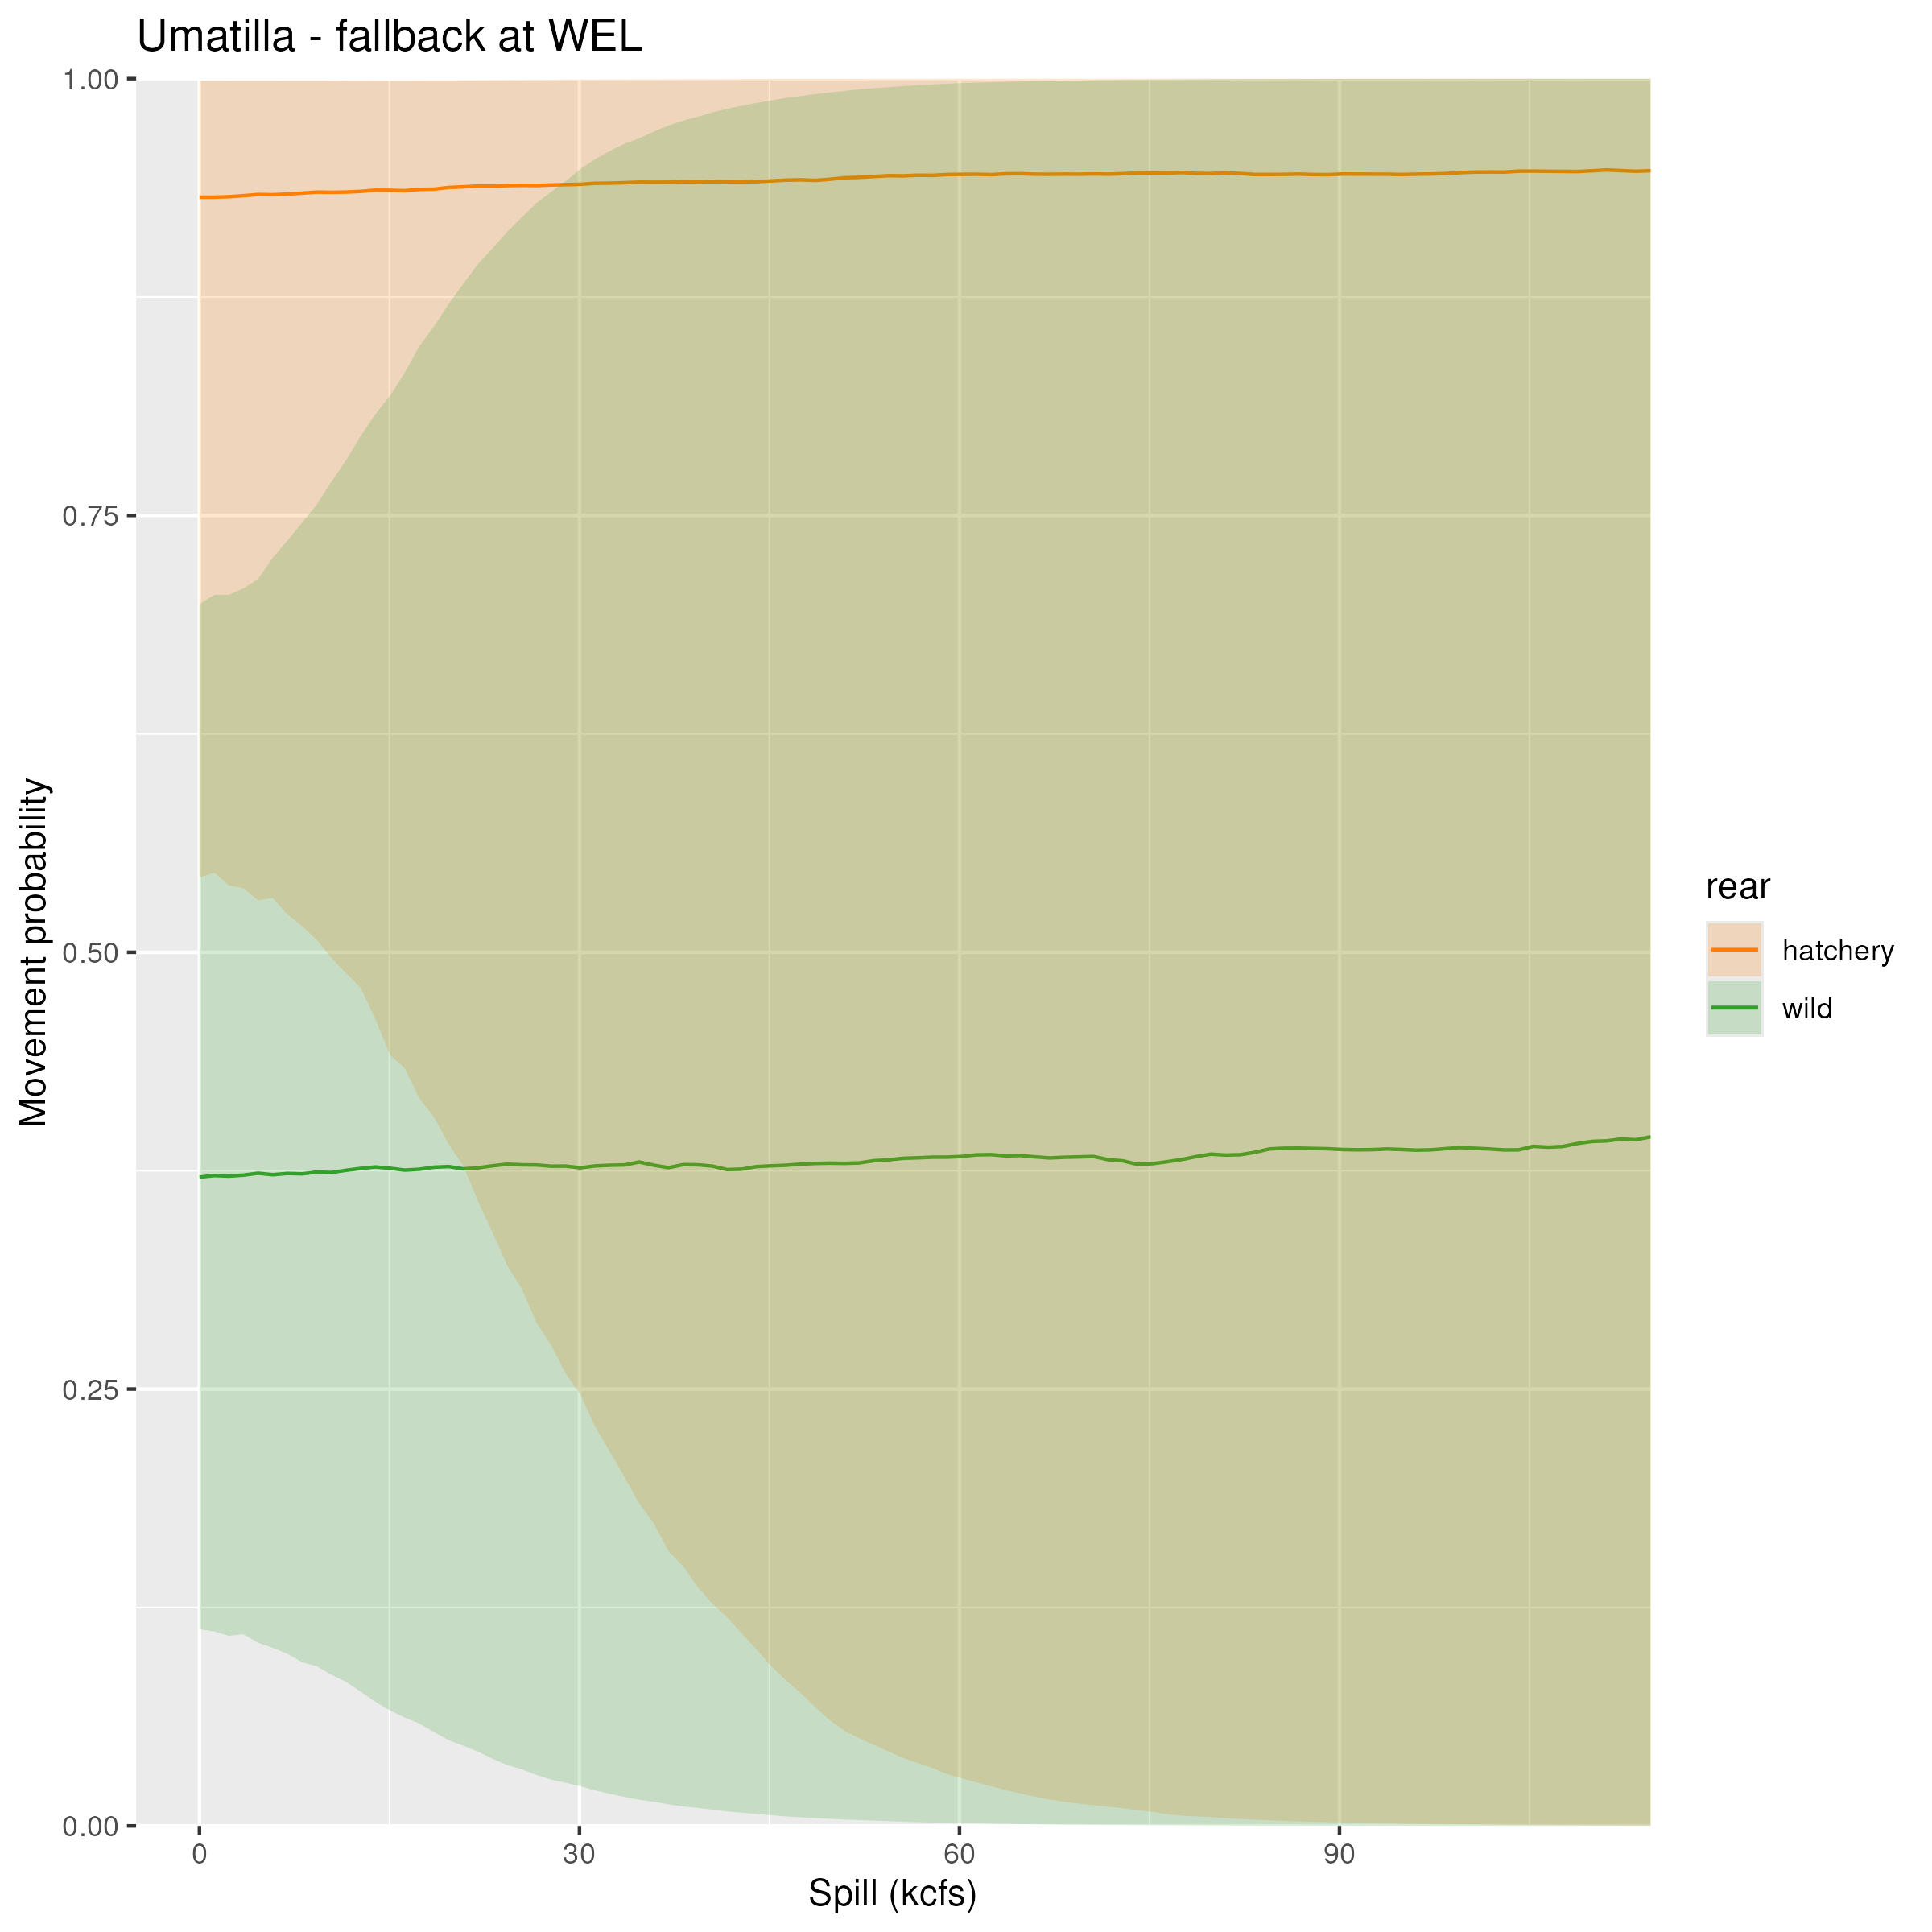 Umatilla - fallback at WEL
1.00
0.75
0.50
0.25
0.00
Movement probability
0
30
60
90
Spill (kcfs)
rear
hatchery
wild